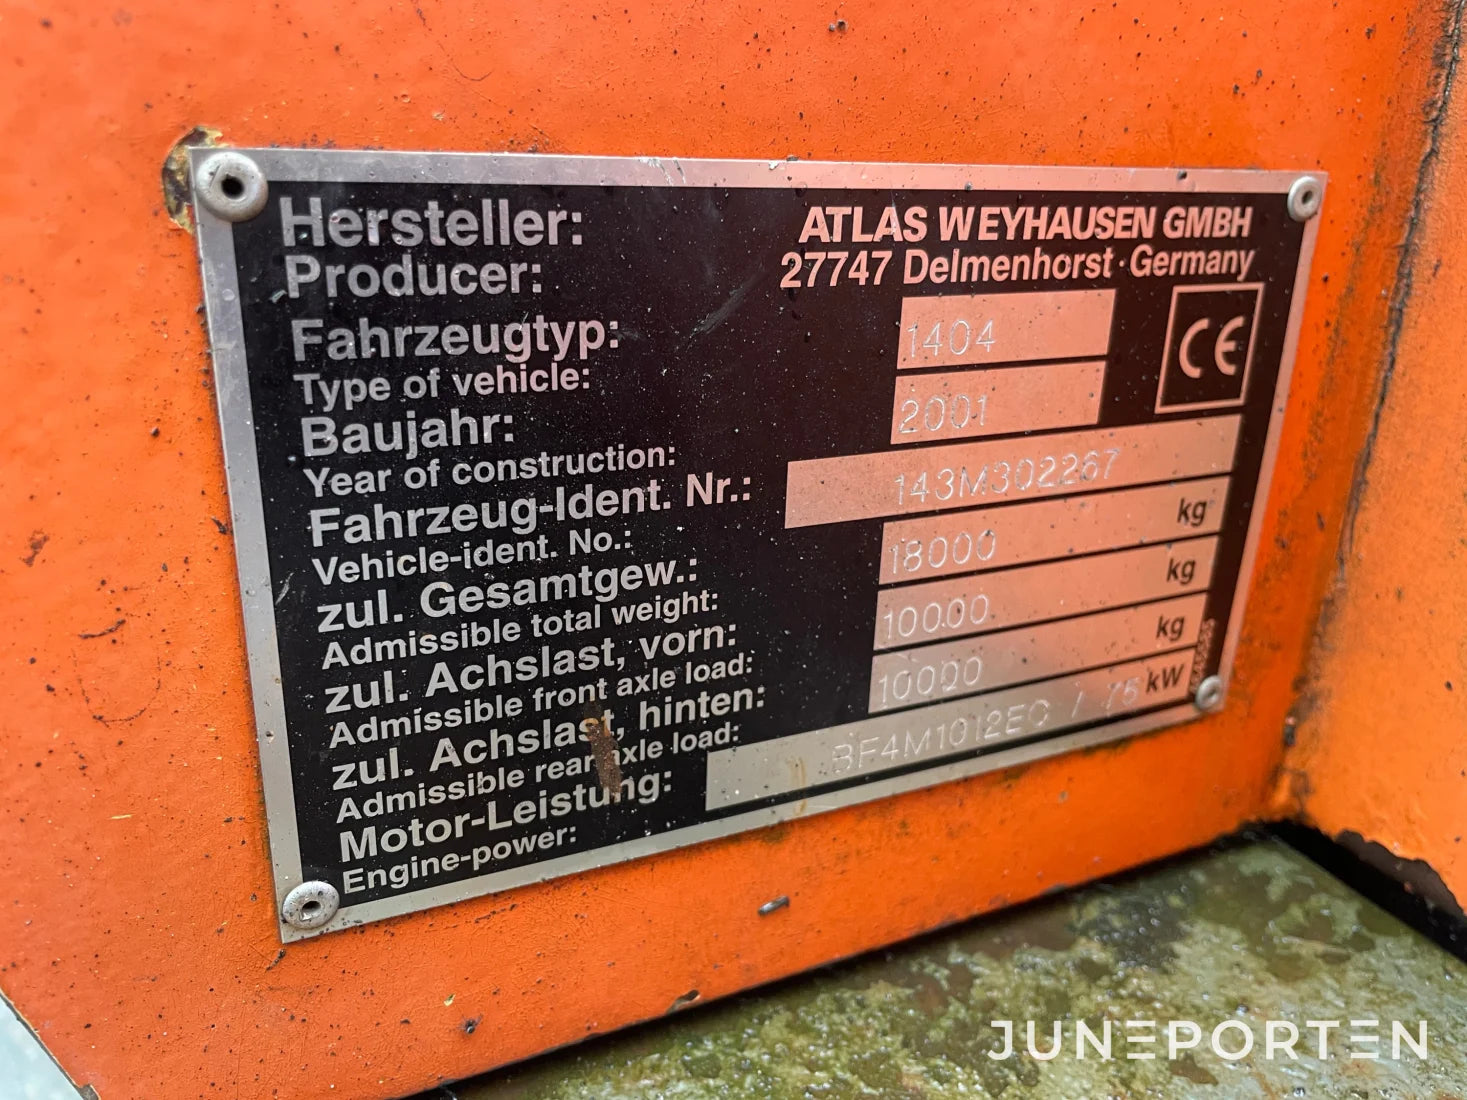 Hersteller: ATLAS WEYHAUSEN GMBH
Producer: 27747 Delmenhorst · Germany
Fahrzeugtyp: 1404
Type of vehicle:
CE
Baujahr: 2001
Year of construction:
Fahrzeug-Ident. Nr.: 143M302267
Vehicle-ident. No.:
zul. Gesamtgew.: 18000 kg
Admissible total weight:
zul. Achslast, vorn: 10000 kg
Admissible front axle load:
zul. Achslast, hinten: 10000 kg
Admissible rear axle load:
Motor-Leistung: BF4M1012EC / 75 kW
Engine-power:
JUNEPORTEN